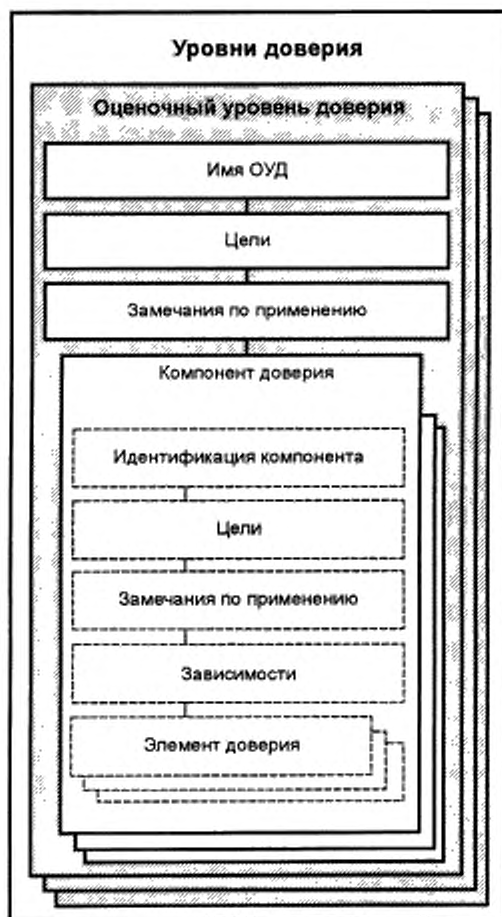 Уровни доверия
Оценочный уровень доверия
Имя ОУД
Цели
Замечания по применению
Компонент доверия
Идентификация компонента
Цели
Замечания по применению
Зависимости
Элемент доверия